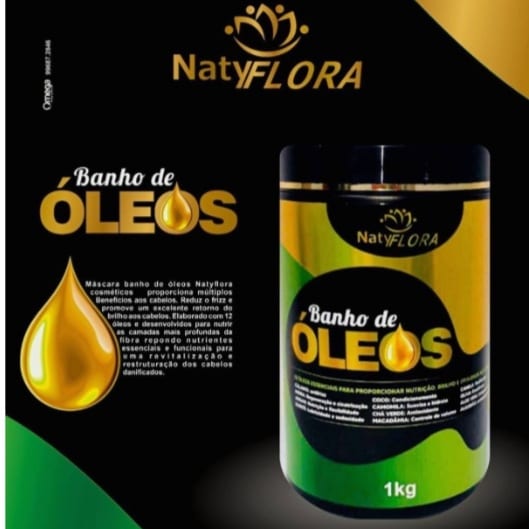 NatyFLORA
Omega
99687.2846
Banho de
ÓLEOS
Máscara banho de óleos Natyflora
cosméticos proporciona múltiplos
Benefícios aos cabelos. Reduz o frizz e
promove um excelente retorno do
brilho aos cabelos. Elaborado com 12
óleos e desenvolvidos para nutrir
as camadas mais profundas da
fibra repondo nutrientes
essenciais e funcionais para
uma revitalização e
restruturação dos cabelos
danificados.
NatyFLORA
Banho de
ÓLEOS
ÓLEOS ESSENCIAIS PARA PROPORCIONAR NUTRIÇÃO, BRILHO E
COCO: Condicionamento
CAMOMILA: Suaviza e
CHÁ VERDE: Antioxidante
MACADÂMIA: Controle de volume
1kg